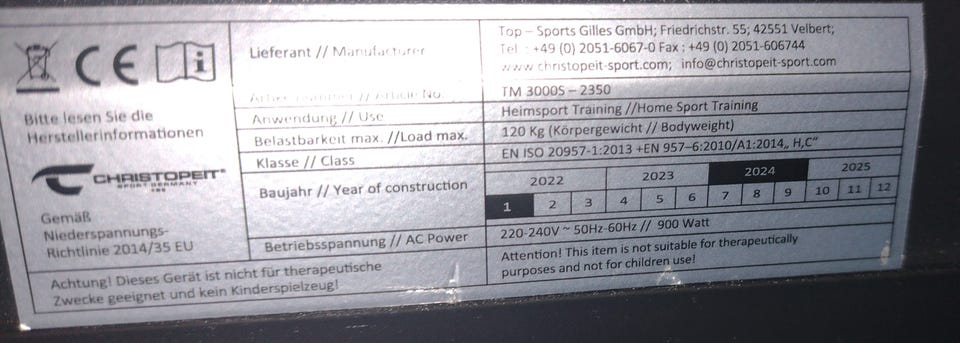 Bitte lesen Sie die
Herstellerinformationen
CHRISTOPEIT
SPORT GERMANY
Gemäß
Niederspannungs-
Richtlinie 2014/35 EU
Lieferant // Manufacturer
Top – Sports Gilles GmbH; Friedrichstr. 55; 42551 Velbert;
Tel : +49 (0) 2051-6067-0 Fax : +49 (0) 2051-606744
www.christopeit-sport.com; info@christopeit-sport.com
// Article No.
TM 3000S – 2350
Anwendung // Use
Heimsport Training //Home Sport Training
Belastbarkeit max. //Load max.
120 Kg (Körpergewicht // Bodyweight)
Klasse // Class
EN ISO 20957-1:2013 +EN 957–6:2010/A1:2014„ H,C“
Baujahr // Year of construction
2022 2023 2024 2025
1 2 3 4 5 6 7 8 9 10 11 12
Betriebsspannung // AC Power
220-240V ~ 50Hz-60Hz // 900 Watt
Achtung! Dieses Gerät ist nicht für therapeutische
Zwecke geeignet und kein Kinderspielzeug!
Attention! This item is not suitable for therapeutically
purposes and not for children use!